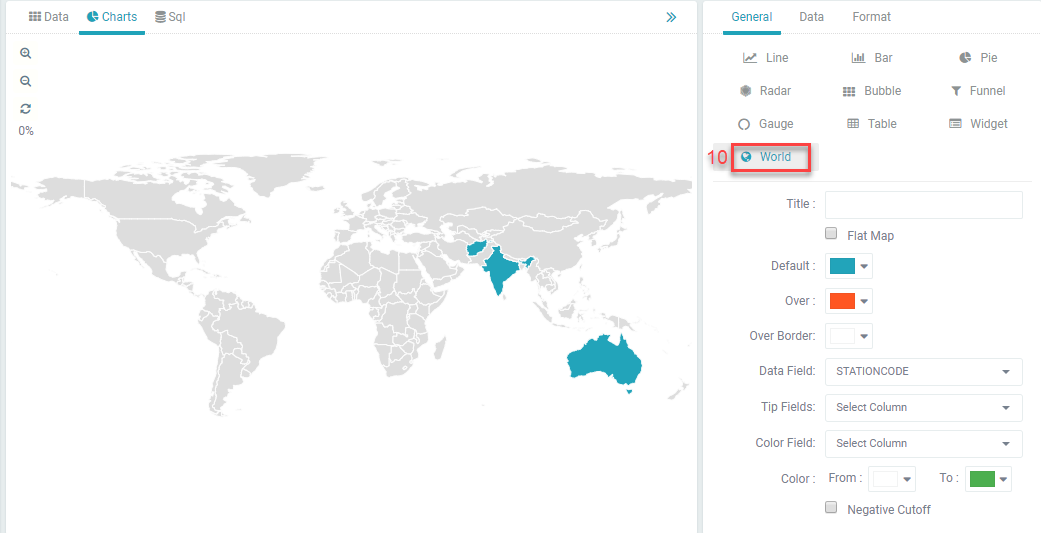 Data Charts Sql
0%
General Data Format
Line Bar Pie
Radar Bubble Funnel
Gauge Table Widget
10 World
Title :
Flat Map
Default :
Over :
Over Border:
Data Field: STATIONCODE
Tip Fields: Select Column
Color Field: Select Column
Color : From : To :
Negative Cutoff